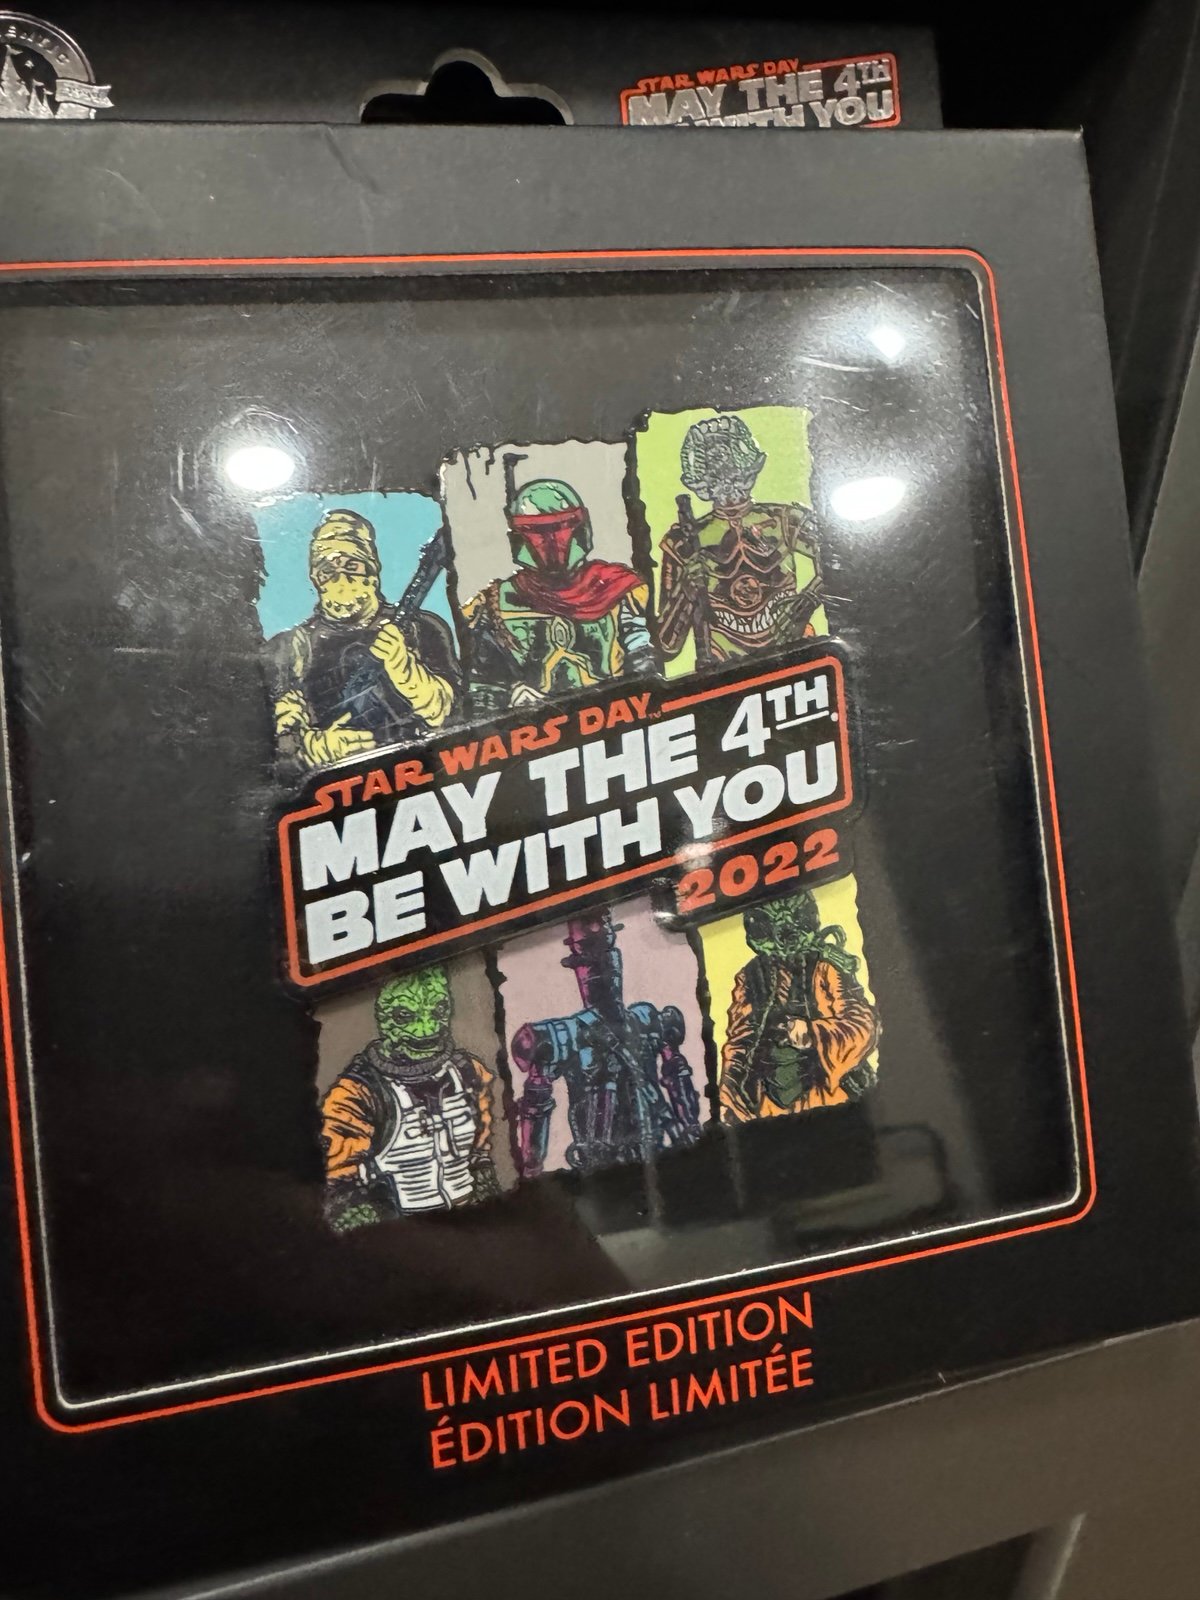 STAR WARS DAY
MAY THE 4TH
WITH YOU
STAR WARS DAY™
MAY THE 4TH
BE WITH YOU
2022
LIMITED EDITION
ÉDITION LIMITÉE